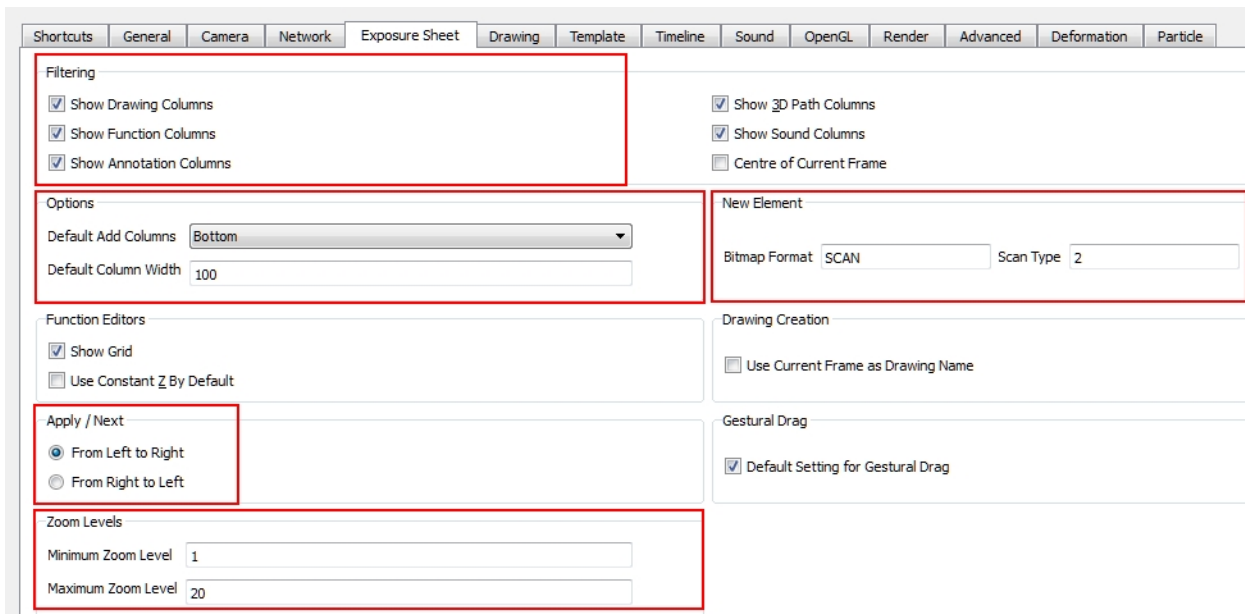 Shortcuts General Camera Network Exposure Sheet Drawing Template Timeline Sound OpenGL Render Advanced Deformation Particle
Filtering
Show Drawing Columns
Show Function Columns
Show Annotation Columns
Show 3D Path Columns
Show Sound Columns
Centre of Current Frame
Options
Default Add Columns Bottom
Default Column Width 100
New Element
Bitmap Format SCAN Scan Type 2
Function Editors
Show Grid
Use Constant Z By Default
Drawing Creation
Use Current Frame as Drawing Name
Apply / Next
From Left to Right
From Right to Left
Gestural Drag
Default Setting for Gestural Drag
Zoom Levels
Minimum Zoom Level 1
Maximum Zoom Level 20